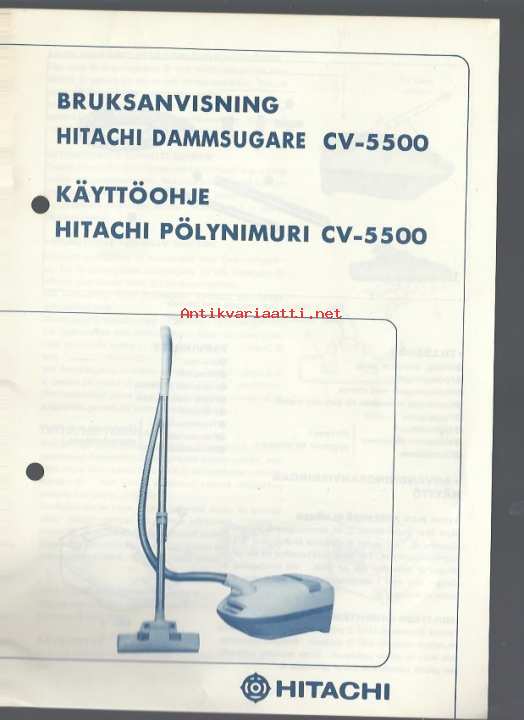 BRUKSANVISNING
HITACHI DAMMSUGARE CV-5500
KÄYTTÖOHJE
HITACHI PÖLYNIMURI CV-5500
Antikvariaatti.net
HITACHI